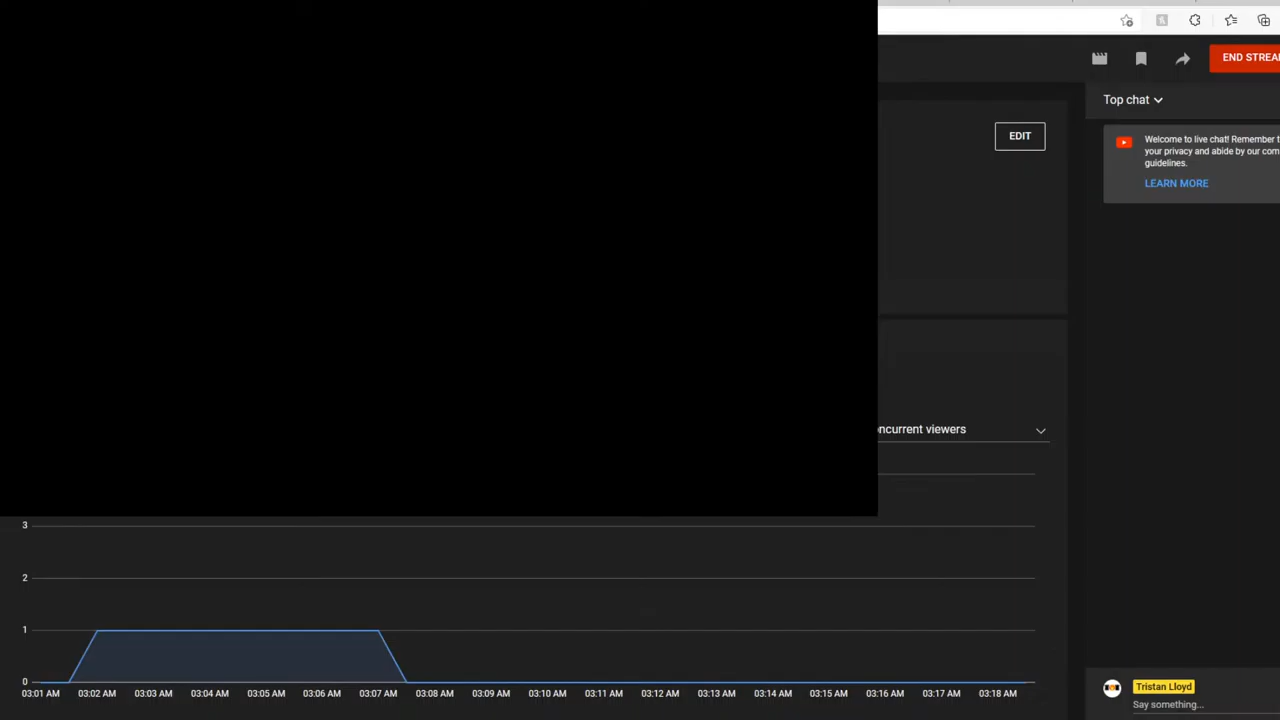 END STREA
Top chat
EDIT
Welcome to live chat! Remember t
your privacy and abide by our com
guidelines.
LEARN MORE
oncurrent viewers
3
2
1
0
03:01 AM 03:02 AM 03:03 AM 03:04 AM 03:05 AM 03:06 AM 03:07 AM 03:08 AM 03:09 AM 03:10 AM 03:11 AM 03:12 AM 03:13 AM 03:14 AM 03:15 AM 03:16 AM 03:17 AM 03:18 AM
Tristan Lloyd
Say something...